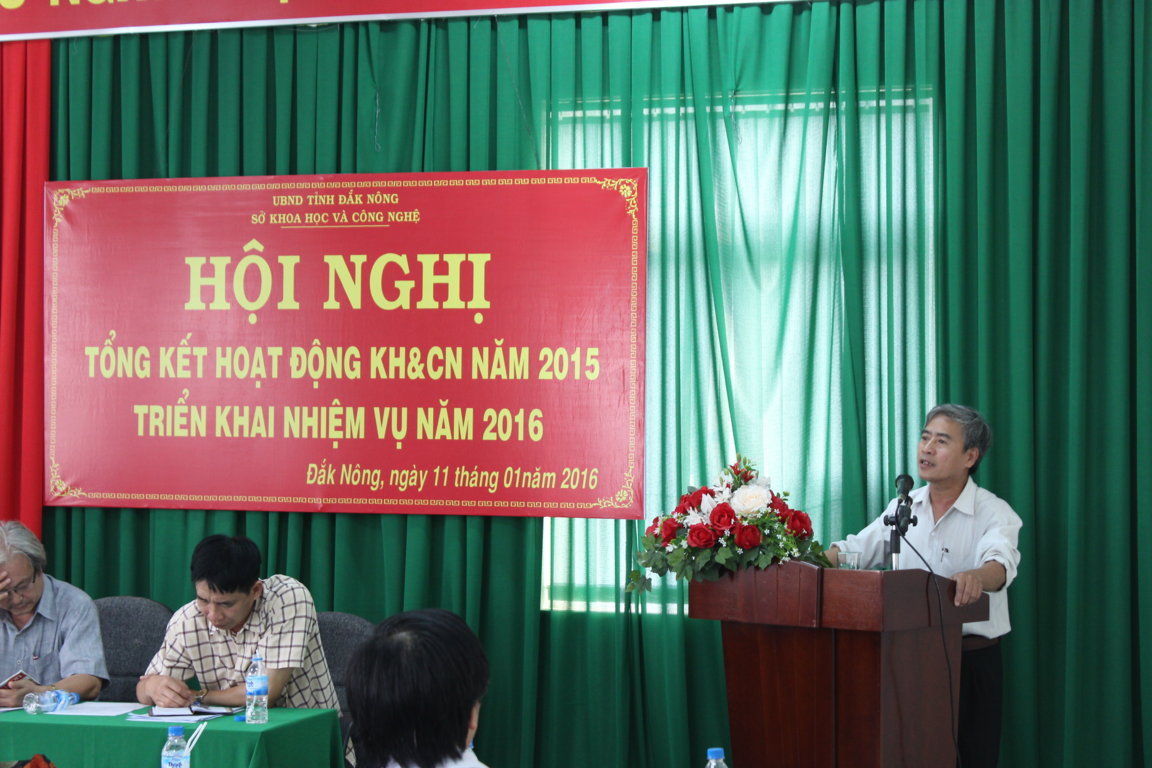 UBND TỈNH ĐẮK NÔNG
SỞ KHOA HỌC VÀ CÔNG NGHỆ
HỘI NGHỊ
TỔNG KẾT HOẠT ĐỘNG KH&CN NĂM 2015
TRIỂN KHAI NHIỆM VỤ NĂM 2016
Đắk Nông, ngày 11 tháng 01năm 2016